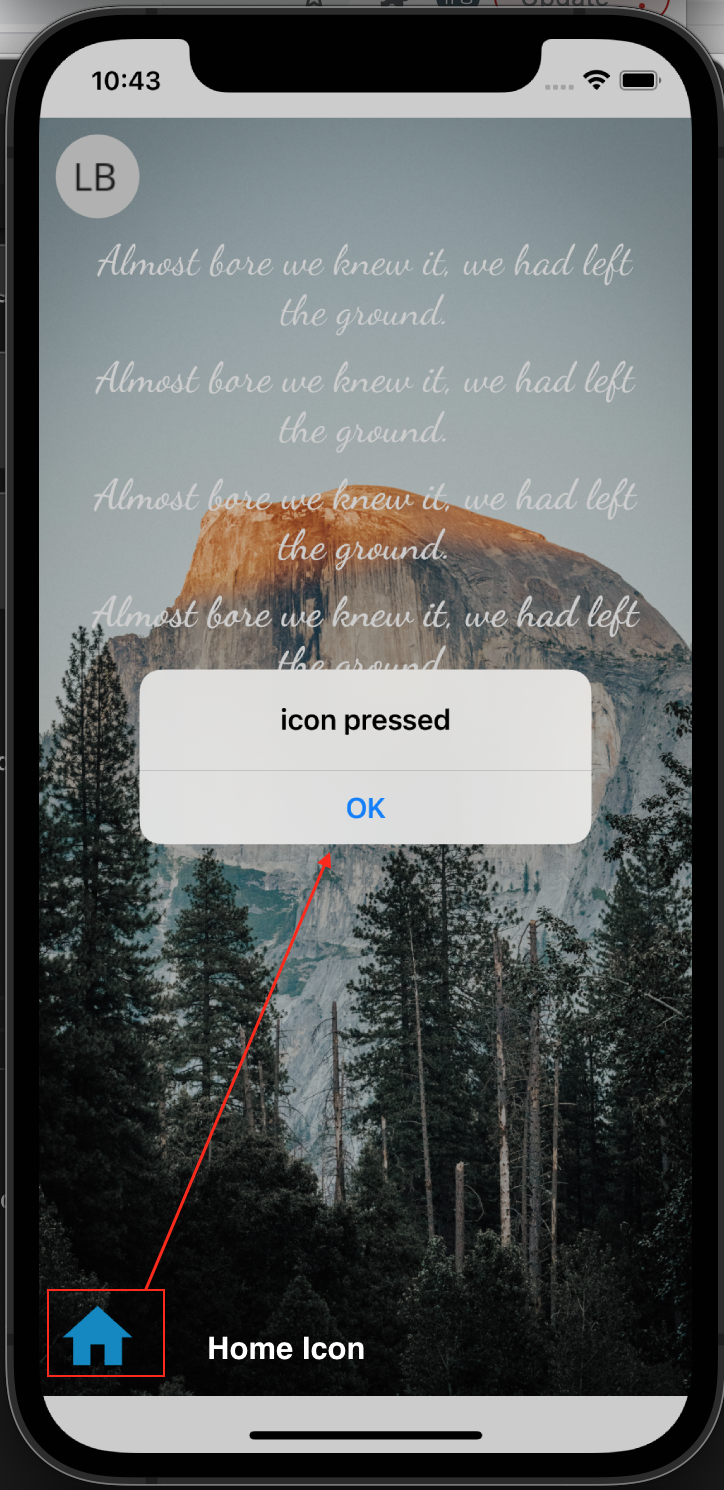 Update
10:43
LB
Almost bore we knew it, we had left
the ground.
Almost bore we knew it, we had left
the ground.
Almost bore we knew it, we had left
the ground.
Almost bore we knew it, we had left
the ground
icon pressed
OK
Home Icon